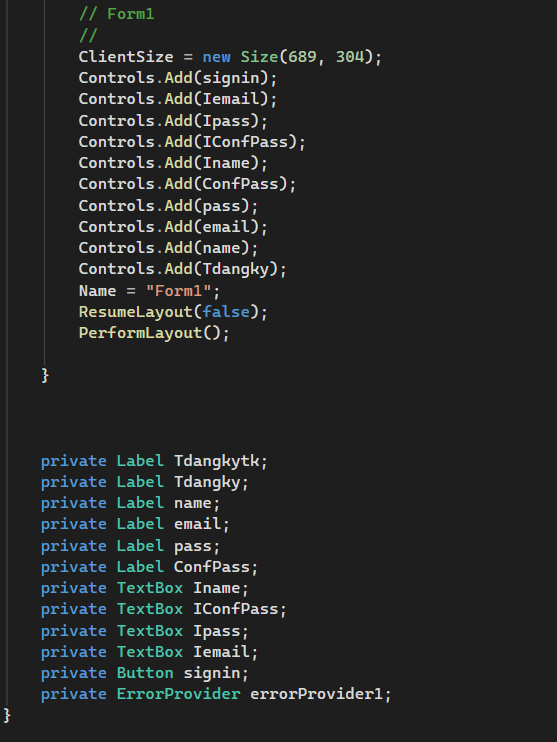 // Form1
//
ClientSize = new Size(689, 304);
Controls.Add(signin);
Controls.Add(Iemail);
Controls.Add(Ipass);
Controls.Add(IConfPass);
Controls.Add(Iname);
Controls.Add(ConfPass);
Controls.Add(pass);
Controls.Add(email);
Controls.Add(name);
Controls.Add(Tdangky);
Name = "Form1";
ResumeLayout(false);
PerformLayout();
}
private Label Tdangkytk;
private Label Tdangky;
private Label name;
private Label email;
private Label pass;
private Label ConfPass;
private TextBox Iname;
private TextBox IConfPass;
private TextBox Ipass;
private TextBox Iemail;
private Button signin;
private ErrorProvider errorProvider1;
}